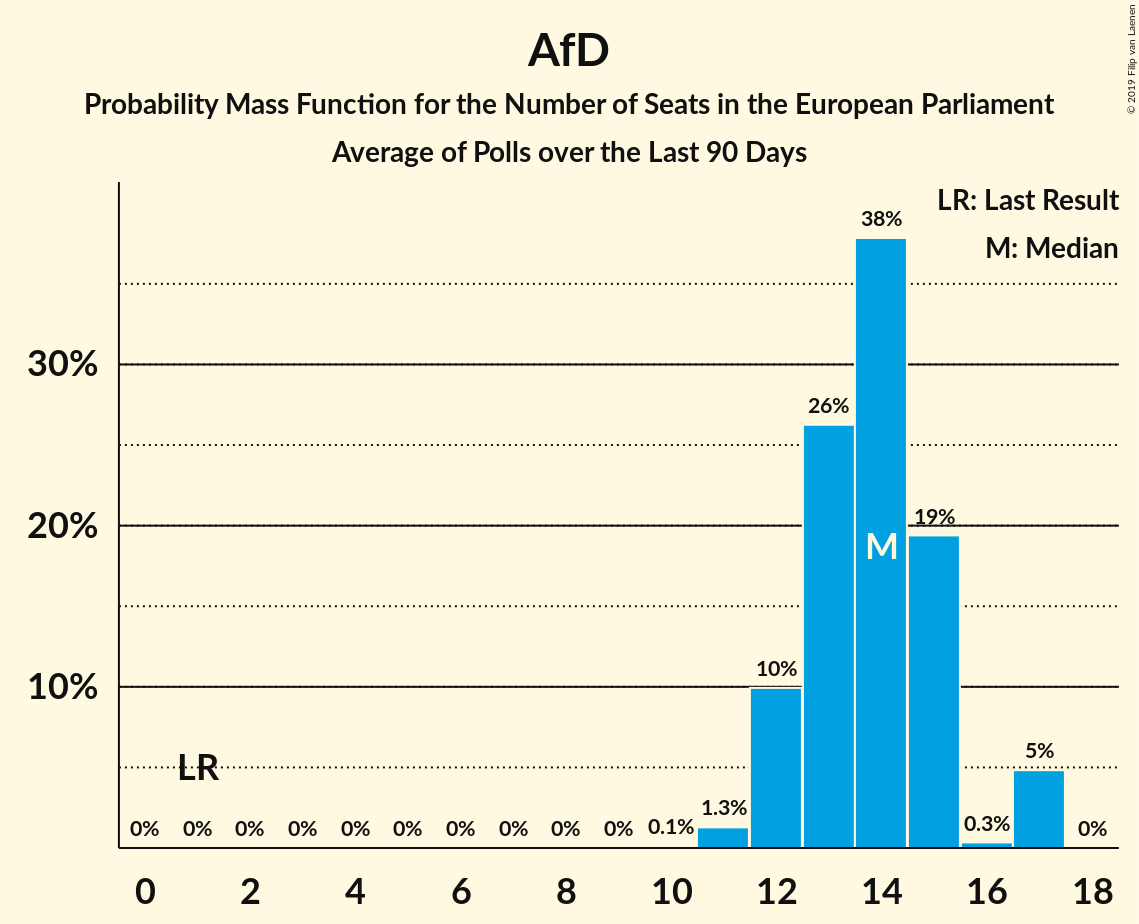 AfD
Probability Mass Function for the Number of Seats in the European Parliament
Average of Polls over the Last 90 Days
© 2019 Filip van Laenen
LR: Last Result
M: Median
30%
20%
10%
LR
0%
0%
0%
0%
0%
0%
0%
0%
0%
0%
0.1%
1.3%
10%
26%
38%
M
19%
0.3%
5%
0%
0 2 4 6 8 10 12 14 16 18